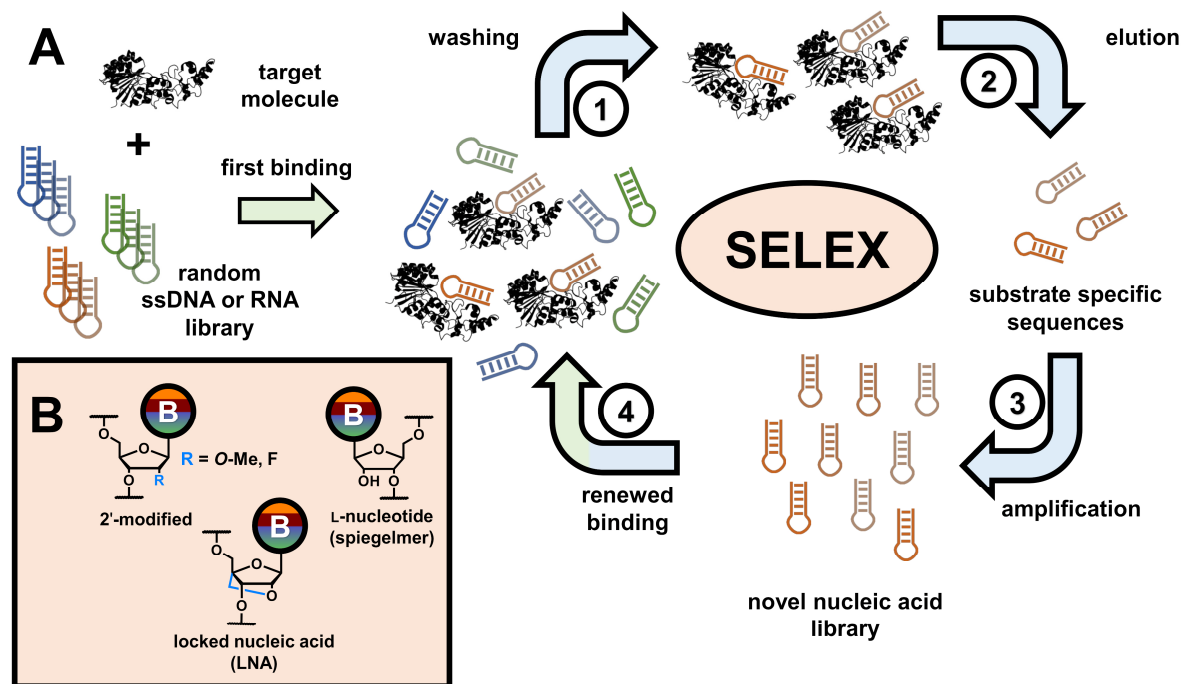 A
target
molecule
+
first binding
random
ssDNA or RNA
library
washing
1
2
elution
SELEX
substrate specific
sequences
3
amplification
novel nucleic acid
library
4
renewed
binding
B
B
O
O
O
R
R = O-Me, F
2'-modified
B
O
O
OH
O
L-nucleotide
(spiegelmer)
B
O
O
O
O
locked nucleic acid
(LNA)